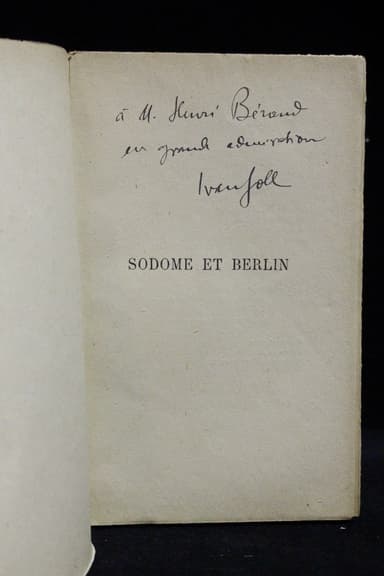 à M. Henri Béraud
en grande admiration
Ivan Goll
SODOME ET BERLIN